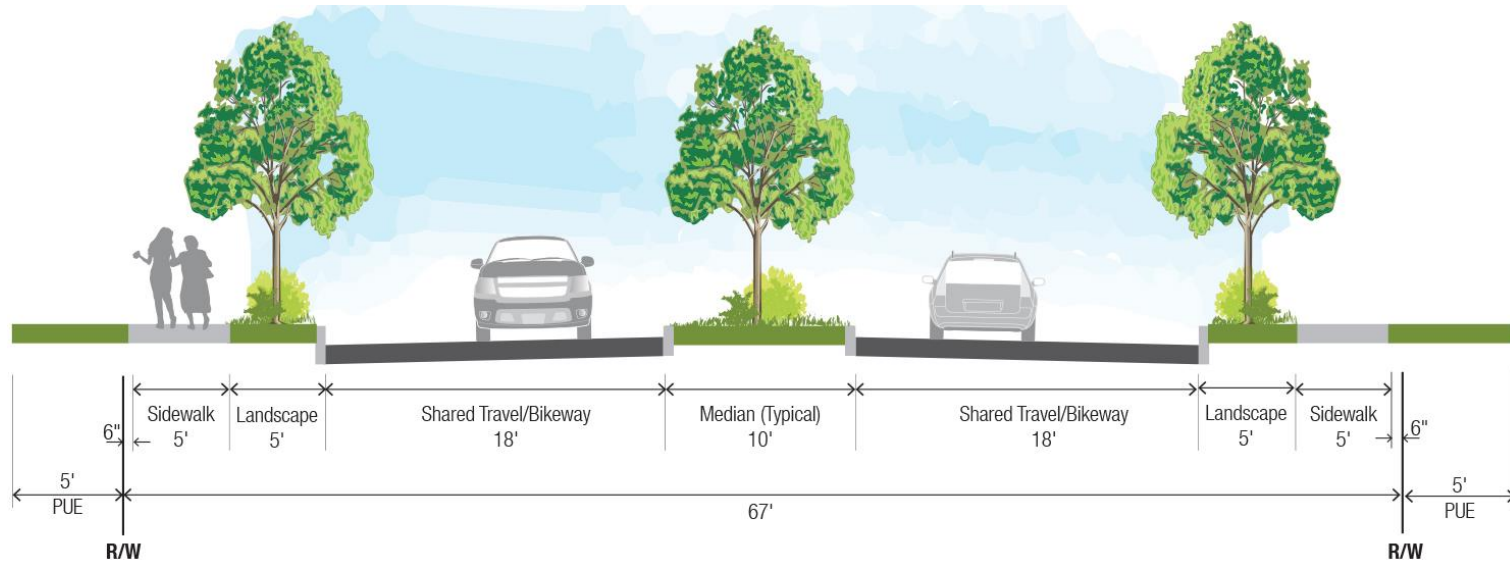 Sidewalk
5'
Landscape
5'
Shared Travel/Bikeway
18'
Median (Typical)
10'
Shared Travel/Bikeway
18'
Landscape
5'
Sidewalk
5'
6"
6"
5'
PUE
67'
5'
PUE
R/W
R/W